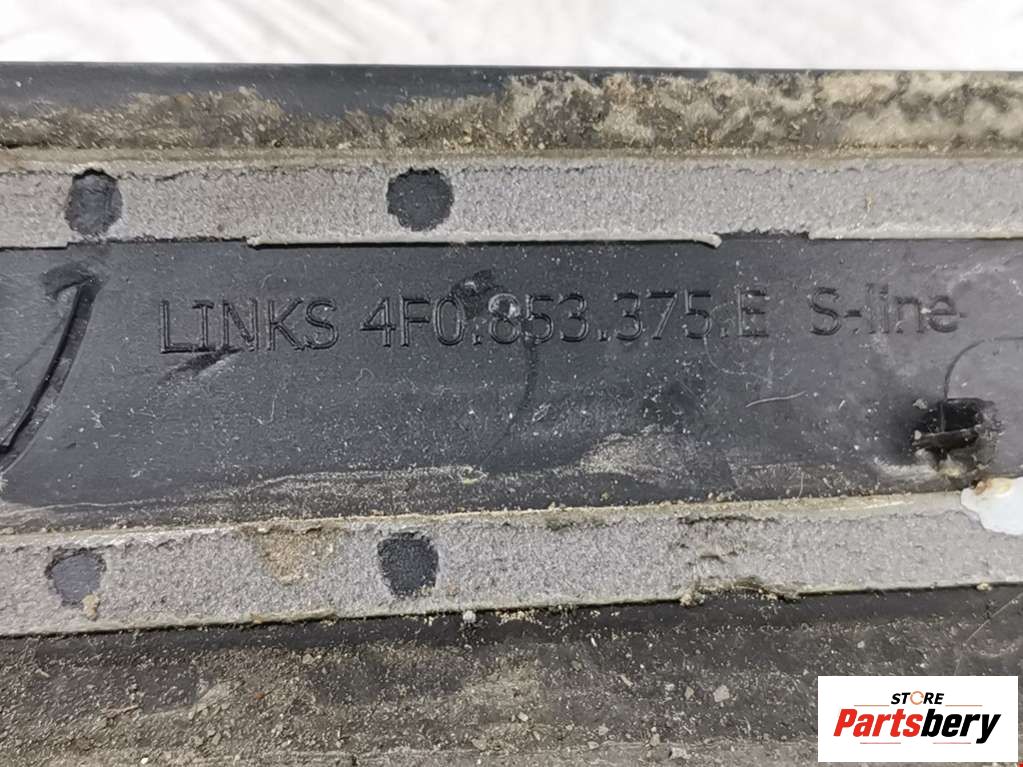 LINKS 4F0.853.375.E S-line
STORE
Partsbery